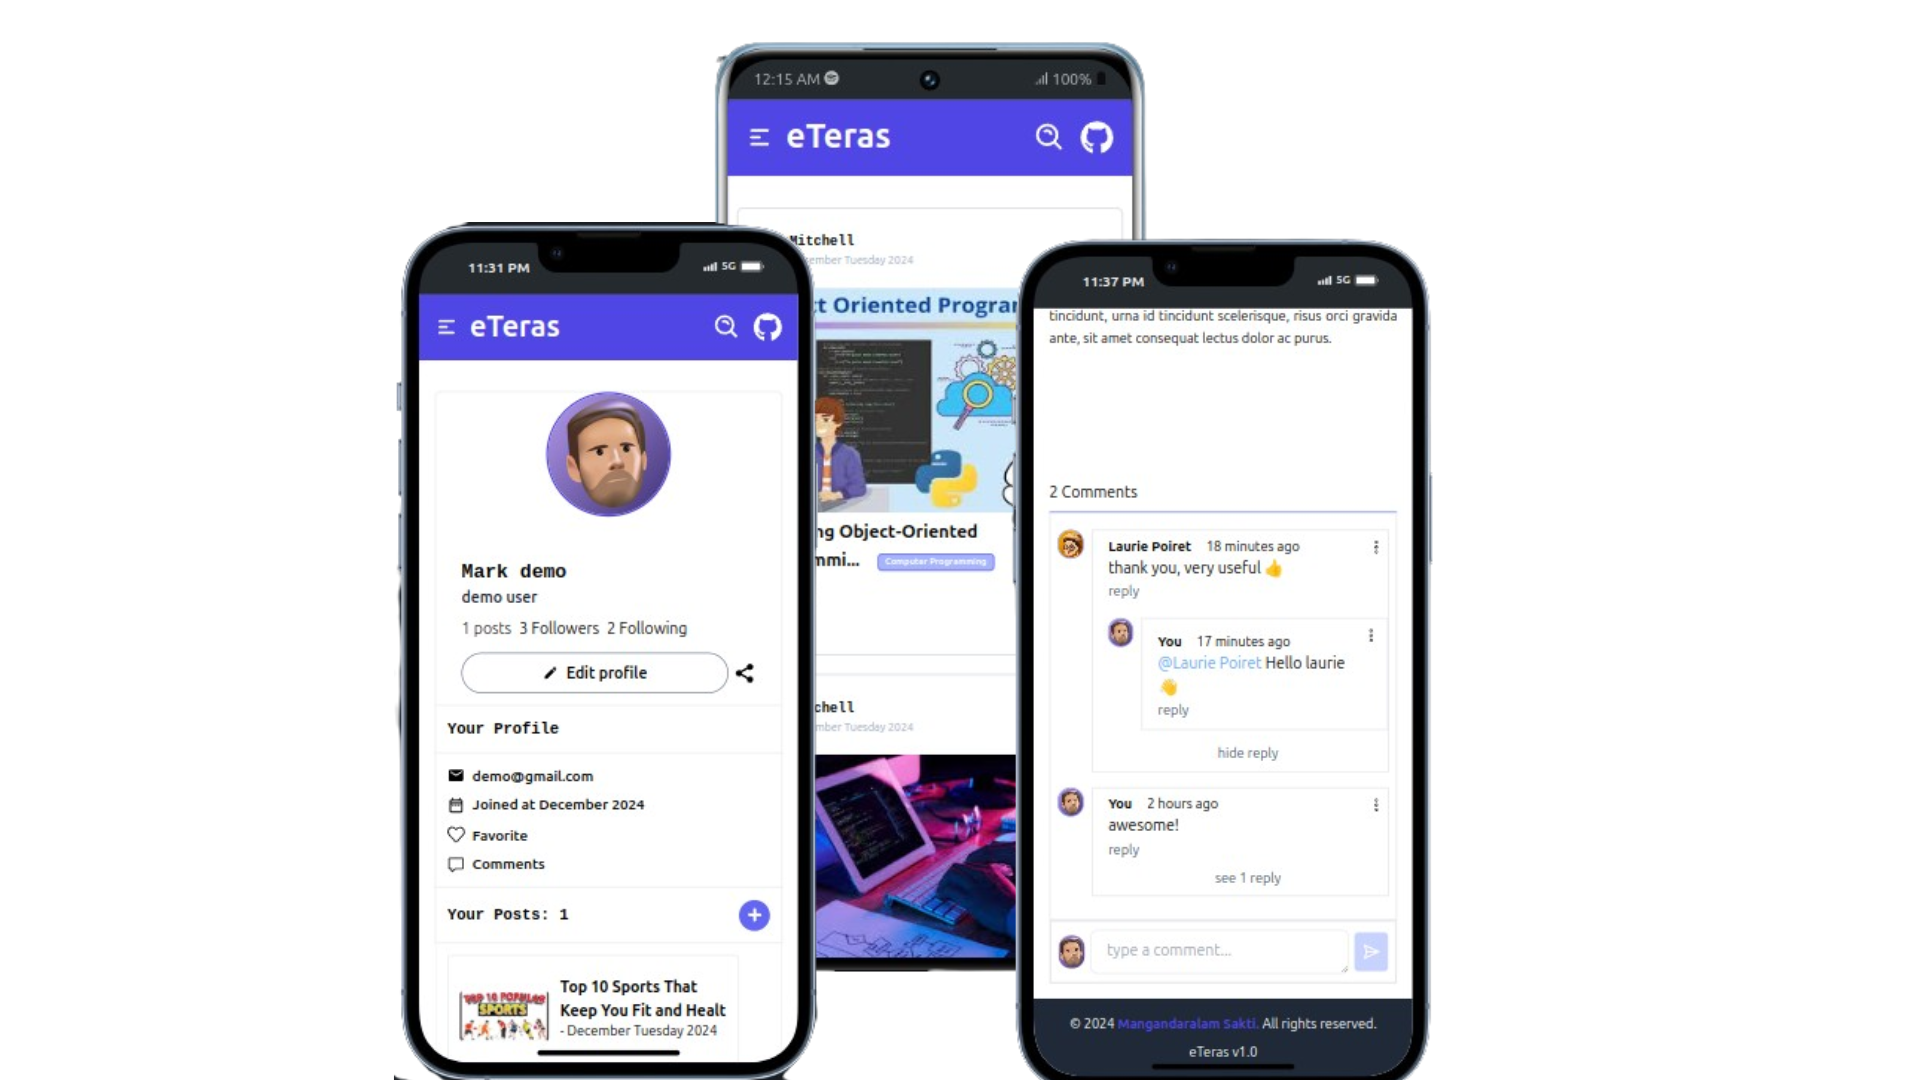 12:15 AM
100%
eTeras
Mitchell
ember Tuesday 2024
t Oriented Progra
ng Object-Oriented
mmi...
Computer Programming
chell
mber Tuesday 2024
11:31 PM
5G
eTeras
Mark demo
demo user
1 posts 3 Followers 2 Following
Edit profile
Your Profile
demo@gmail.com
Joined at December 2024
Favorite
Comments
Your Posts: 1
TOP 10 POPULAR
SPORTS
Top 10 Sports That
Keep You Fit and Healt
- December Tuesday 2024
11:37 PM
5G
tincidunt, urna id tincidunt scelerisque, risus orci gravida
ante, sit amet consequat lectus dolor ac purus.
2 Comments
Laurie Poiret 18 minutes ago
thank you, very useful 👍
reply
You 17 minutes ago
@Laurie Poiret Hello laurie
👋
reply
hide reply
You 2 hours ago
awesome!
reply
see 1 reply
type a comment...
© 2024 Mangandaralam Sakti. All rights reserved.
eTeras v1.0